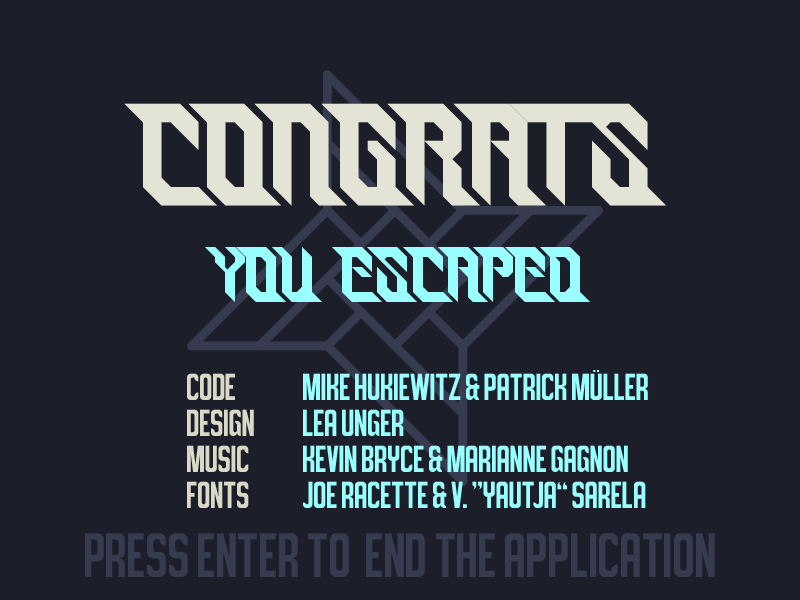 CONGRATS
YOU ESCAPED
CODE MIKE HUKIEWITZ & PATRICK MÜLLER
DESIGN LEA UNGER
MUSIC KEVIN BRYCE & MARIANNE GAGNON
FONTS JOE RACETTE & V. ”YAUTJA“ SARELA
PRESS ENTER TO END THE APPLICATION